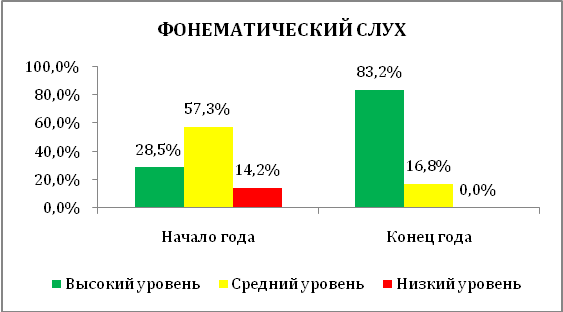 ФОНЕМАТИЧЕСКИЙ СЛУХ
100,0%
80,0%
60,0%
40,0%
20,0%
0,0%
28,5%
57,3%
14,2%
83,2%
16,8%
0,0%
Начало года
Конец года
Высокий уровень
Средний уровень
Низкий уровень